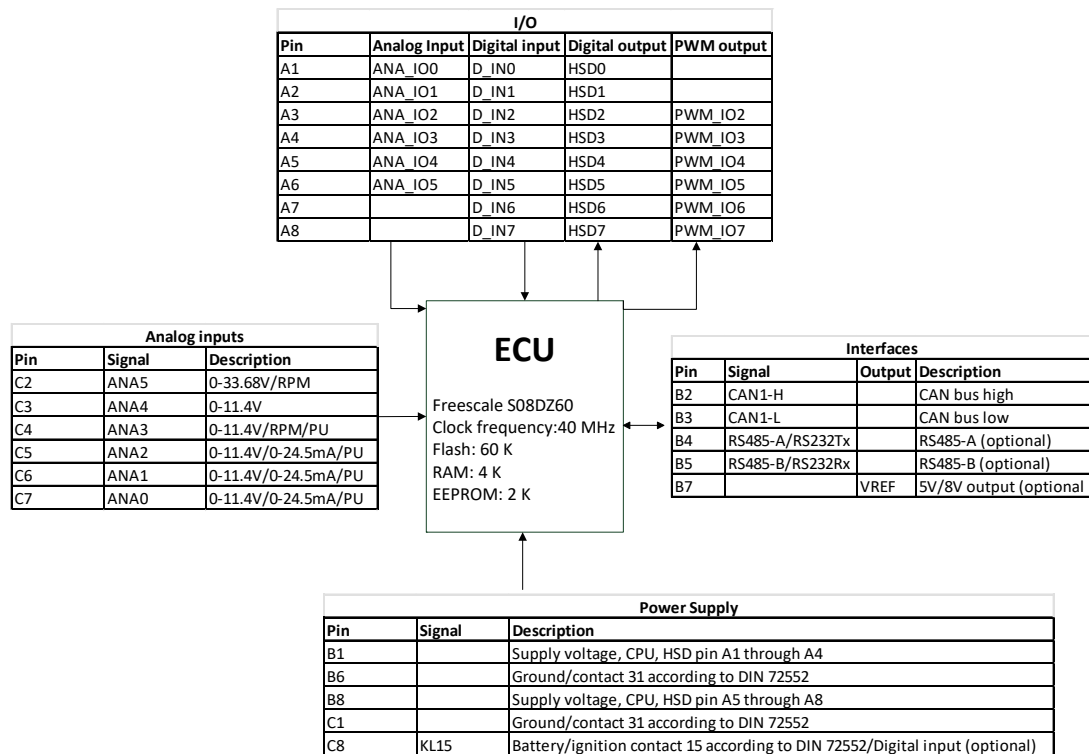 I/O
Pin Analog Input Digital input Digital output PWM output
A1 ANA_IO0 D_IN0 HSD0
A2 ANA_IO1 D_IN1 HSD1
A3 ANA_IO2 D_IN2 HSD2 PWM_IO2
A4 ANA_IO3 D_IN3 HSD3 PWM_IO3
A5 ANA_IO4 D_IN4 HSD4 PWM_IO4
A6 ANA_IO5 D_IN5 HSD5 PWM_IO5
A7 D_IN6 HSD6 PWM_IO6
A8 D_IN7 HSD7 PWM_IO7
Analog inputs
Pin Signal Description
C2 ANA5 0-33.68V/RPM
C3 ANA4 0-11.4V
C4 ANA3 0-11.4V/RPM/PU
C5 ANA2 0-11.4V/0-24.5mA/PU
C6 ANA1 0-11.4V/0-24.5mA/PU
C7 ANA0 0-11.4V/0-24.5mA/PU
ECU
Freescale S08DZ60
Clock frequency:40 MHz
Flash: 60 K
RAM: 4 K
EEPROM: 2 K
Interfaces
Pin Signal Output Description
B2 CAN1-H CAN bus high
B3 CAN1-L CAN bus low
B4 RS485-A/RS232Tx RS485-A (optional)
B5 RS485-B/RS232Rx RS485-B (optional)
B7 VREF 5V/8V output (optional
Power Supply
Pin Signal Description
B1 Supply voltage, CPU, HSD pin A1 through A4
B6 Ground/contact 31 according to DIN 72552
B8 Supply voltage, CPU, HSD pin A5 through A8
C1 Ground/contact 31 according to DIN 72552
C8 KL15 Battery/ignition contact 15 according to DIN 72552/Digital input (optional)